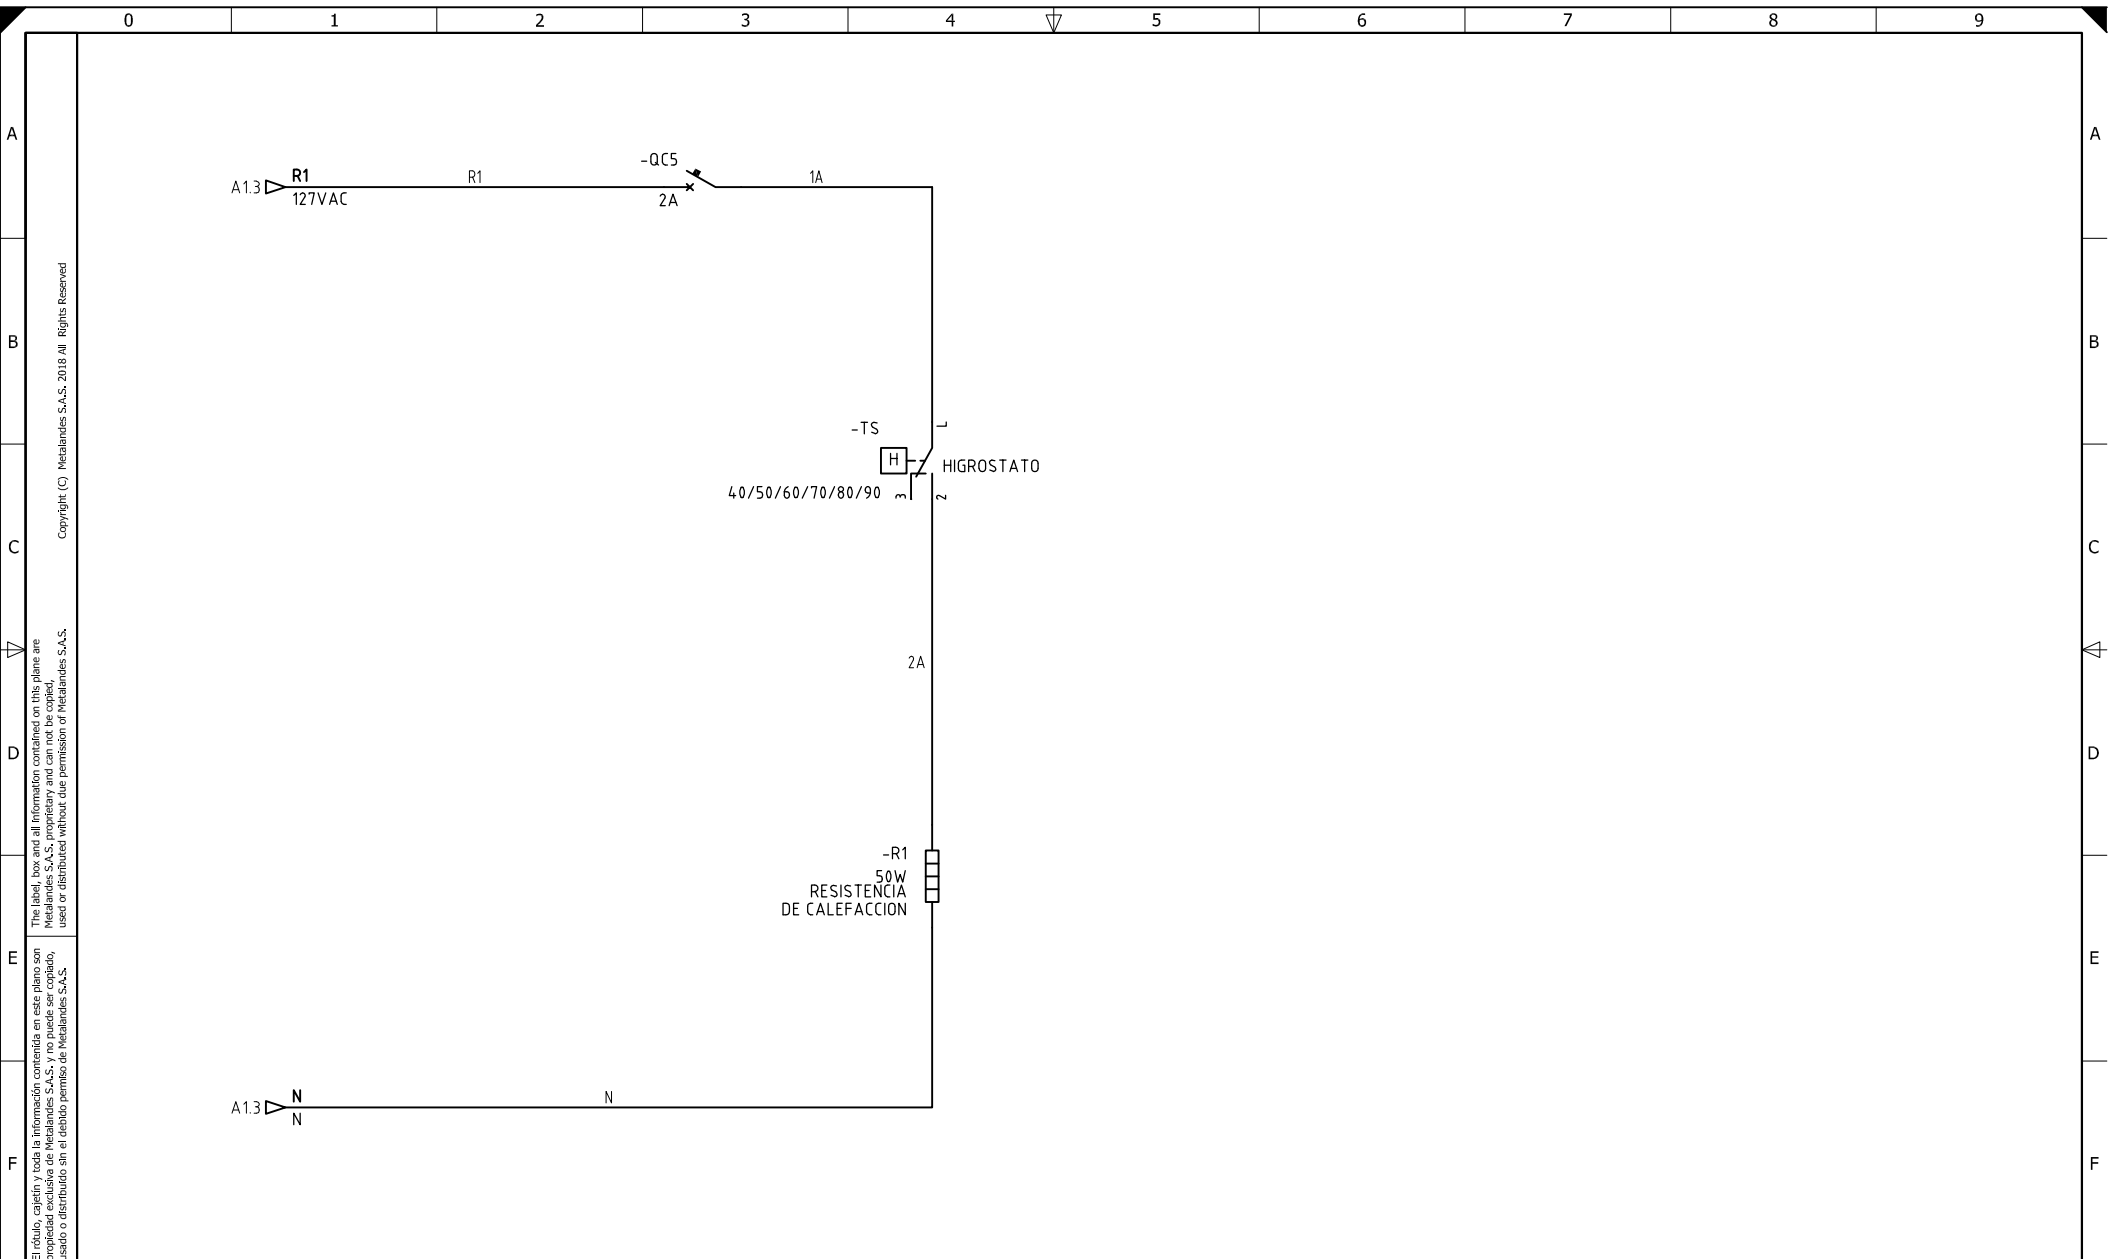 0 1 2 3 4 5 6 7 8 9
A
A
-QC5
R1
R1
1A
A1.3
127VAC
2A
B
B
Copyright (C) Metalandes S.A.S. 2018 All Rights Reserved
-TS
L
H
HIGROSTATO
40/50/60/70/80/90
3
2
C
C
The label, box and all information contained on this plane are
Metalandes S.A.S. proprietary and can not be copied,
used or distributed without due permission of Metalandes S.A.S.
2A
D
D
-R1
50W
RESISTENCIA
DE CALEFACCION
E
E
El rótulo, cajetín y toda la información contenida en este plano son
propiedad exclusiva de Metalandes S.A.S. y no puede ser copiado,
usado o distribuido sin el debido permiso de Metalandes S.A.S.
N
N
A1.3
N
F
F